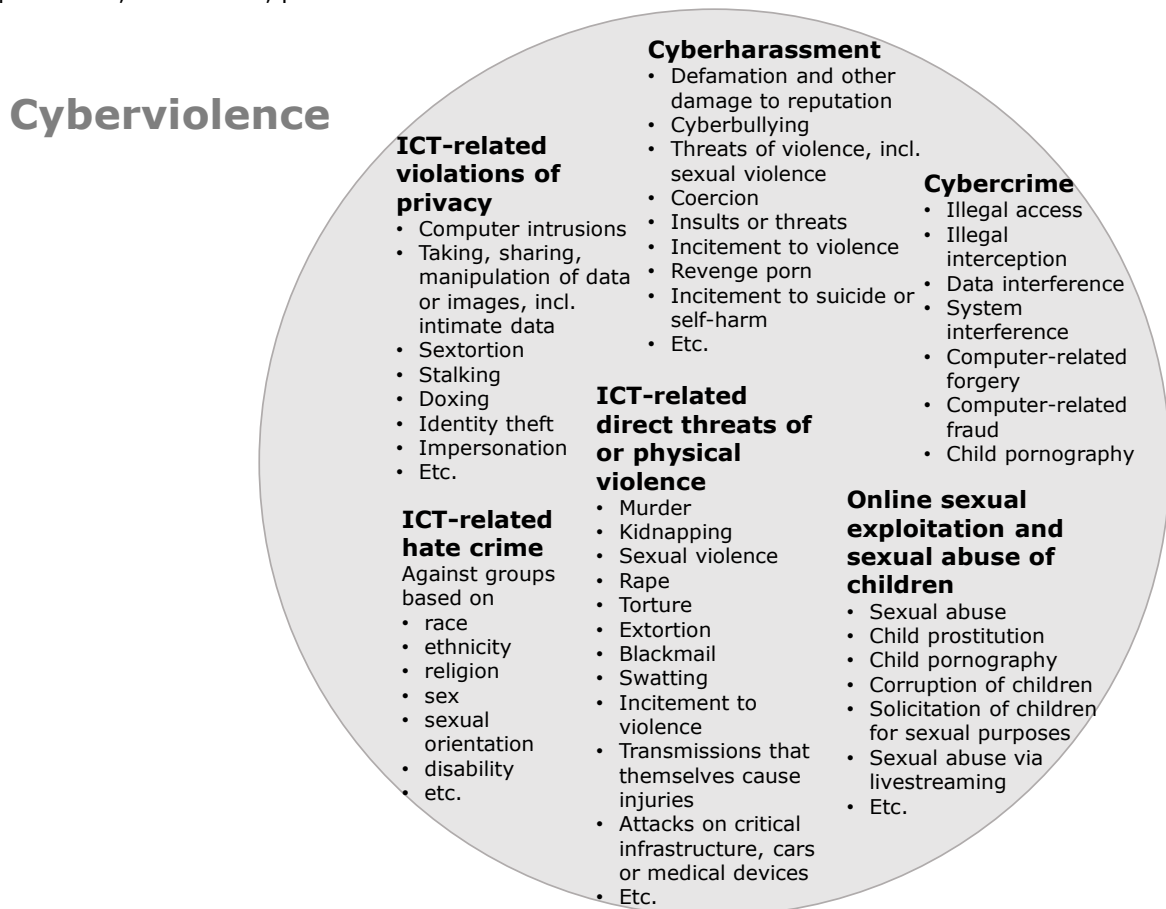 Cyberviolence
Cyberharassment
• Defamation and other
damage to reputation
• Cyberbullying
• Threats of violence, incl.
sexual violence
• Coercion
• Insults or threats
• Incitement to violence
• Revenge porn
• Incitement to suicide or
self-harm
• Etc.
ICT-related
violations of
privacy
• Computer intrusions
• Taking, sharing,
manipulation of data
or images, incl.
intimate data
• Sextortion
• Stalking
• Doxing
• Identity theft
• Impersonation
• Etc.
Cybercrime
• Illegal access
• Illegal
interception
• Data interference
• System
interference
• Computer-related
forgery
• Computer-related
fraud
• Child pornography
ICT-related
direct threats of
or physical
violence
• Murder
• Kidnapping
• Sexual violence
• Rape
• Torture
• Extortion
• Blackmail
• Swatting
• Incitement to
violence
• Transmissions that
themselves cause
injuries
• Attacks on critical
infrastructure, cars
or medical devices
• Etc.
ICT-related
hate crime
Against groups
based on
• race
• ethnicity
• religion
• sex
• sexual
orientation
• disability
• etc.
Online sexual
exploitation and
sexual abuse of
children
• Sexual abuse
• Child prostitution
• Child pornography
• Corruption of children
• Solicitation of children
for sexual purposes
• Sexual abuse via
livestreaming
• Etc.